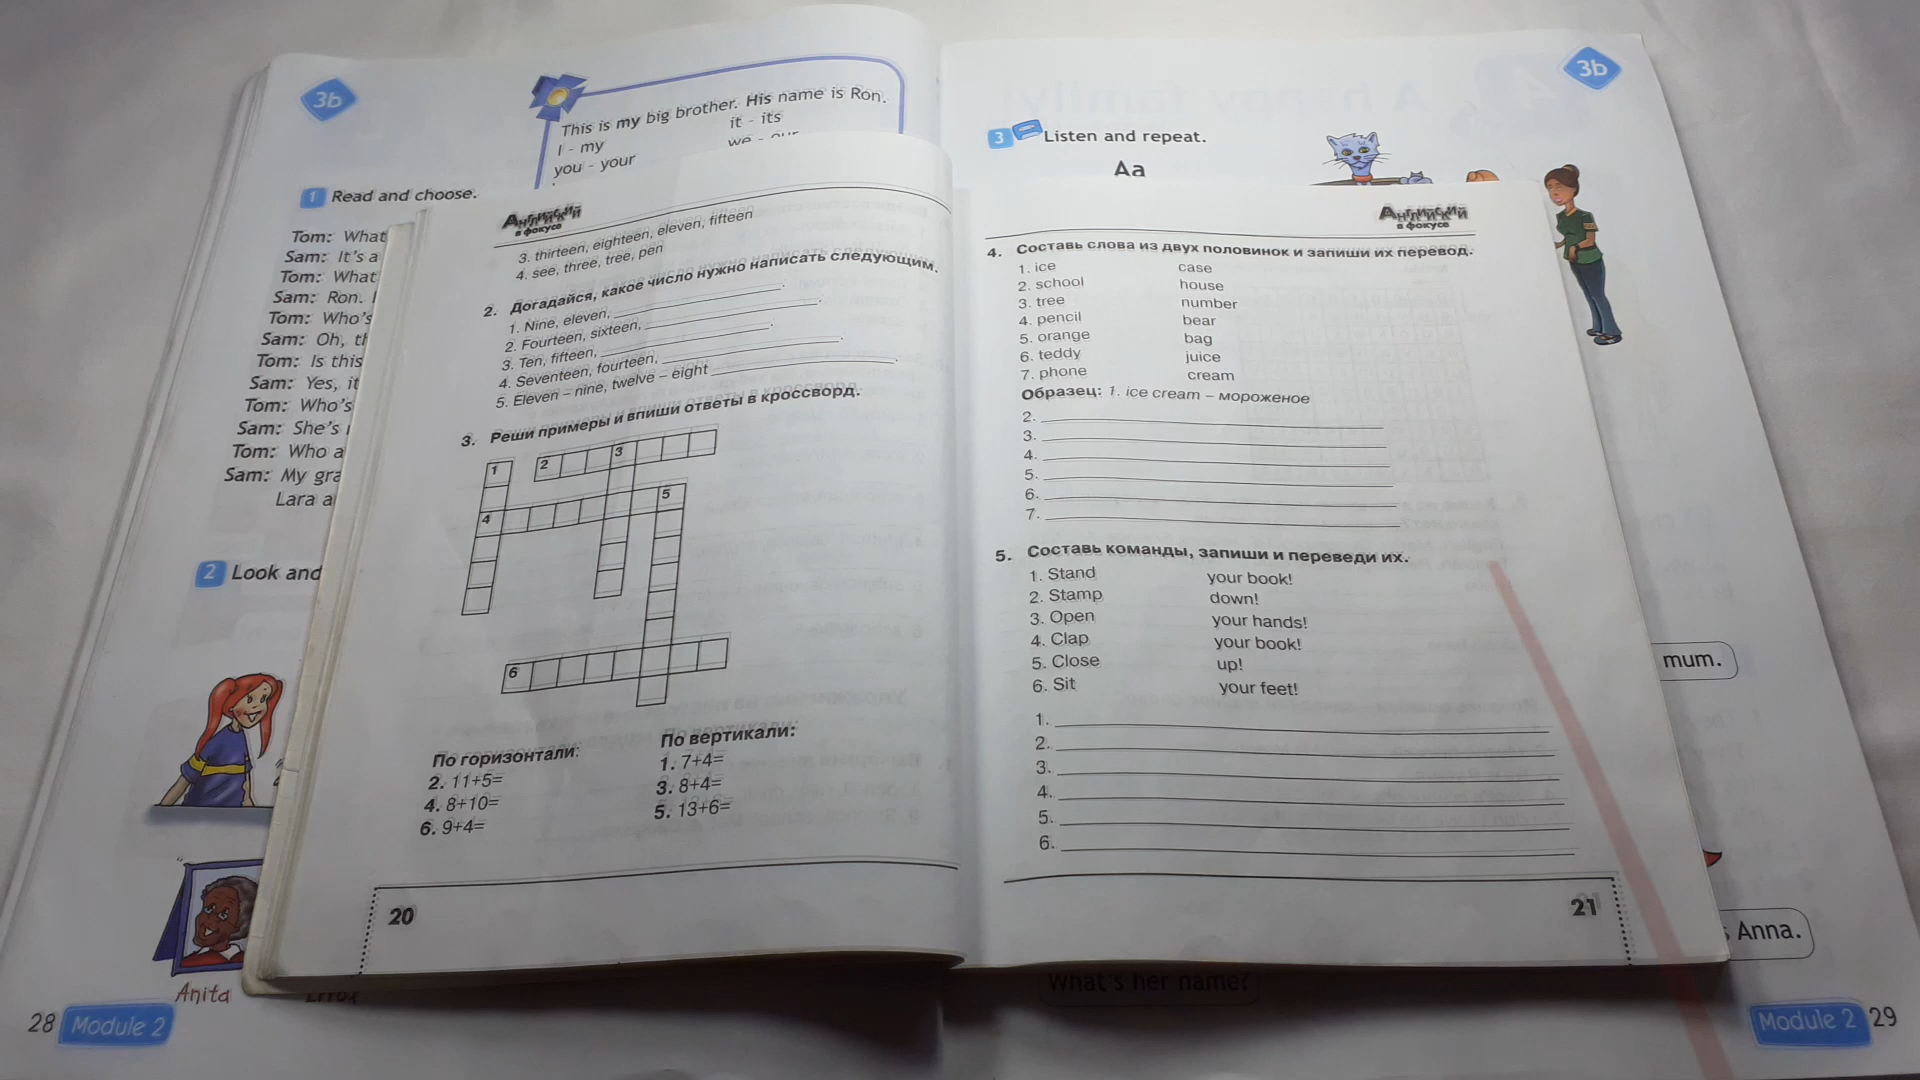 3b
This is my big brother. His name is Ron.
I - my
it - its
you - your
we - our
1 Read and choose.
Tom: What
Sam: It's a
Tom: What
Sam: Ron.
Tom: Who's
Sam: Oh,
Tom: Is this
Sam: Yes, it
Tom: Who's
Sam: She's
Tom: Who a
Sam: My gra
Lara a
2 Look and
Anita
28 Module 2
Английский
в фокусе
3. thirteen, eighteen, eleven, fifteen
4. see, three, tree, pen
2. Догадайся, какое число нужно написать следующим.
1. Nine, eleven, ____.
2. Fourteen, sixteen, ____.
3. Ten, fifteen, ____.
4. Seventeen, fourteen, ____.
5. Eleven – nine, twelve – eight ____.
3. Реши примеры и впиши ответы в кроссворд.
1
2
3
4
5
6
По горизонтали:
2. 11+5=
4. 8+10=
6. 9+4=
По вертикали:
1. 7+4=
3. 8+4=
5. 13+6=
20
3b
3 Listen and repeat.
Aa
Английский
в фокусе
4. Составь слова из двух половинок и запиши их перевод.
1. ice case
2. school house
3. tree number
4. pencil bear
5. orange bag
6. teddy juice
7. phone cream
Образец: 1. ice cream – мороженое
2.
3.
4.
5.
6.
7.
5. Составь команды, запиши и переведи их.
1. Stand your book!
2. Stamp down!
3. Open your hands!
4. Clap your book!
5. Close up!
6. Sit your feet!
1.
2.
3.
4.
5.
6.
21
mum.
Anna.
What's her name?
Module 2 29